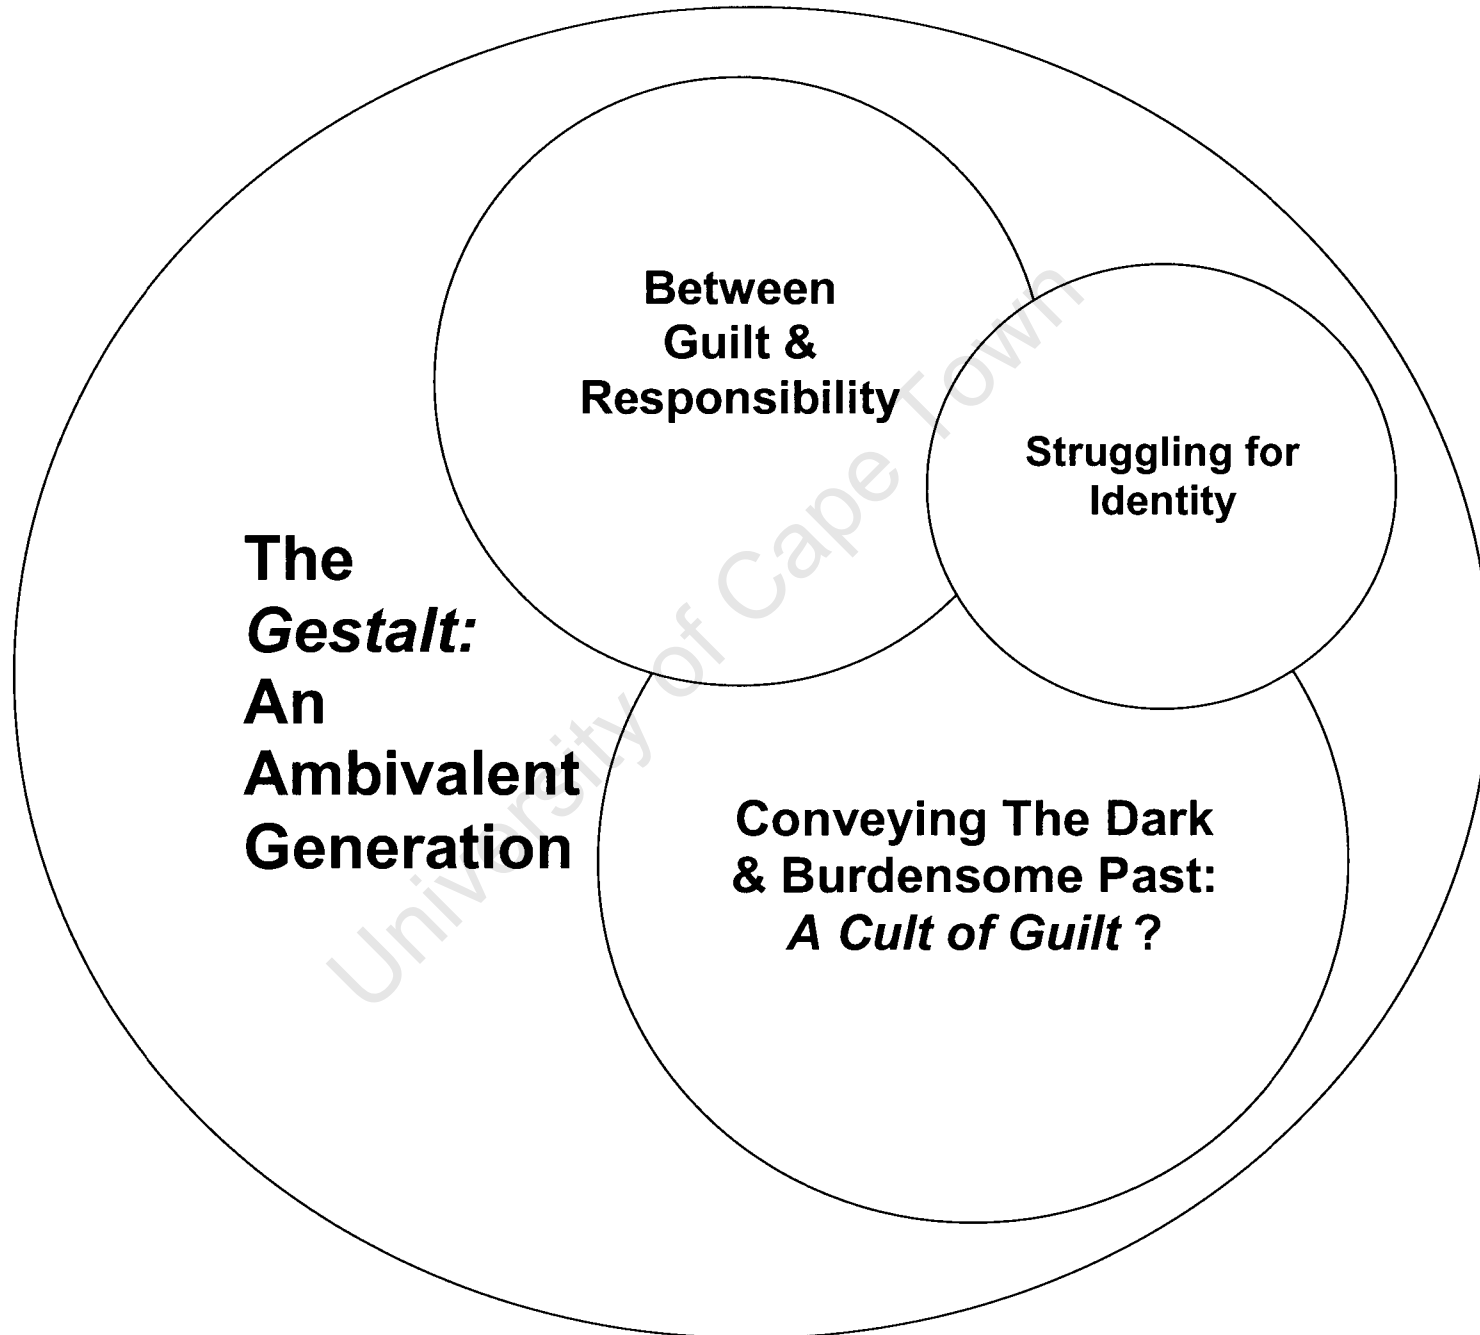 Between
Guilt &
Responsibility
Struggling for
Identity
The
Gestalt:
An
Ambivalent
Generation
Conveying The Dark
& Burdensome Past:
A Cult of Guilt ?
University of Cape Town